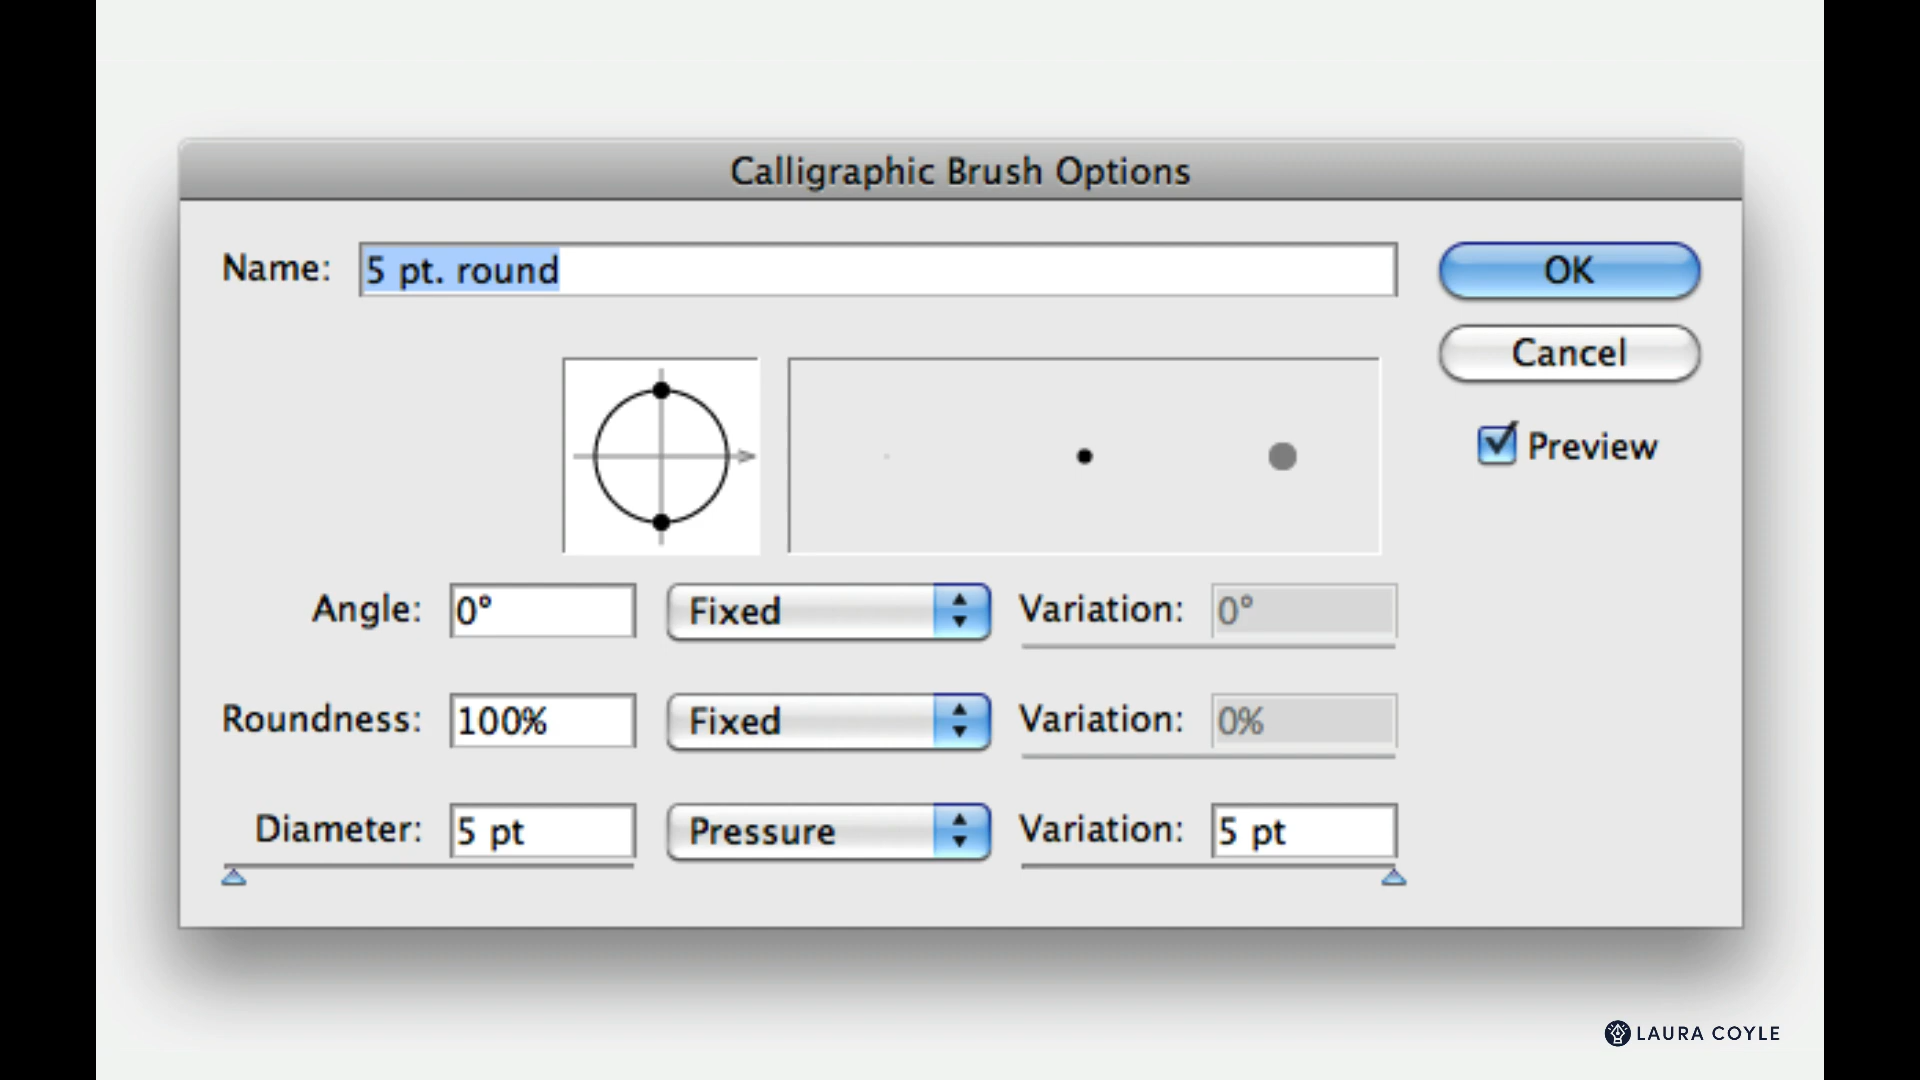 Calligraphic Brush Options
Name: 5 pt. round
OK
Cancel
Preview
Angle: 0° Fixed Variation: 0°
Roundness: 100% Fixed Variation: 0%
Diameter: 5 pt Pressure Variation: 5 pt
LAURA COYLE